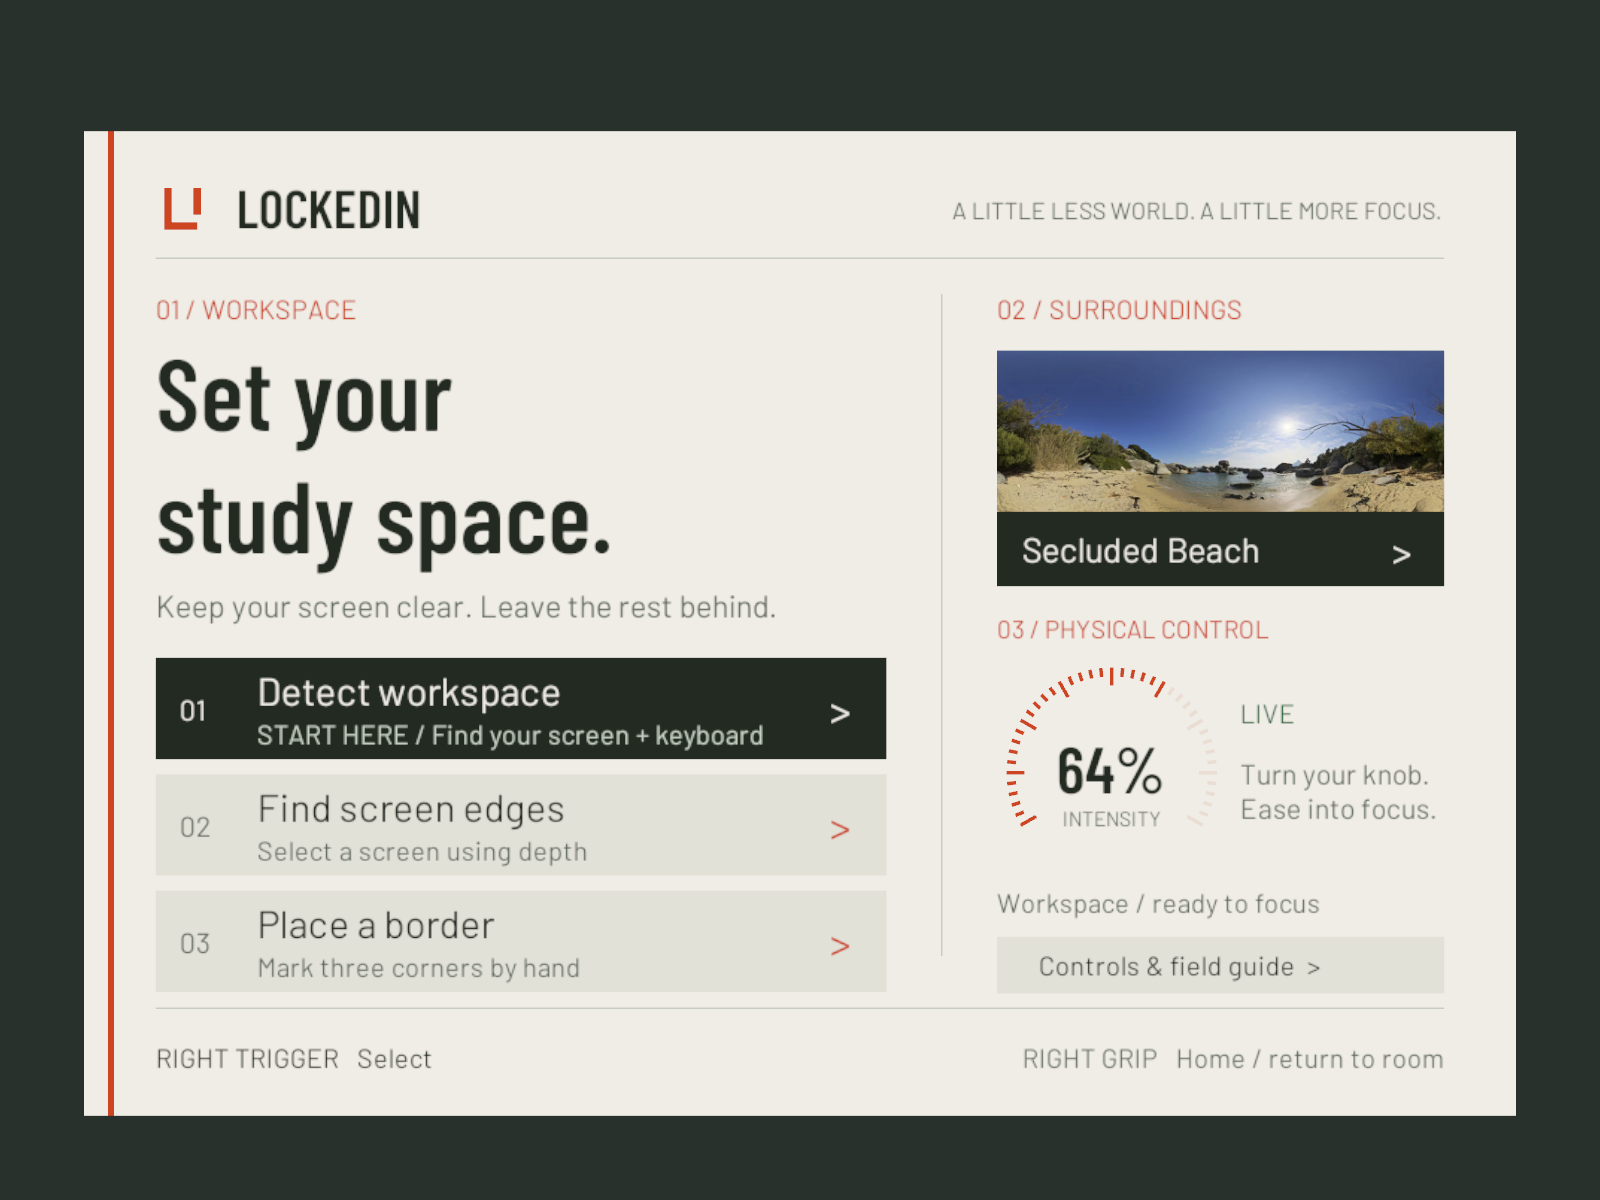 LOCKEDIN
A LITTLE LESS WORLD. A LITTLE MORE FOCUS.
01 / WORKSPACE
Set your
study space.
Keep your screen clear. Leave the rest behind.
01
Detect workspace
START HERE / Find your screen + keyboard
>
02
Find screen edges
Select a screen using depth
>
03
Place a border
Mark three corners by hand
>
02 / SURROUNDINGS
Secluded Beach >
03 / PHYSICAL CONTROL
64%
INTENSITY
LIVE
Turn your knob.
Ease into focus.
Workspace / ready to focus
Controls & field guide >
RIGHT TRIGGER Select
RIGHT GRIP Home / return to room